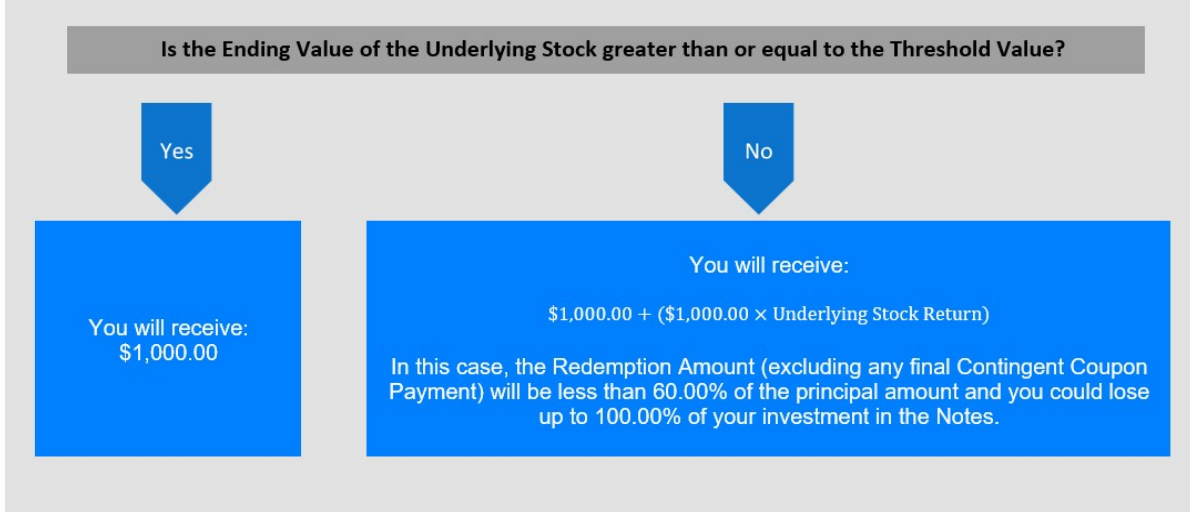 Is the Ending Value of the Underlying Stock greater than or equal to the Threshold Value?
Yes
No
You will receive:
$1,000.00
You will receive:
$1,000.00 + ($1,000.00 × Underlying Stock Return)
In this case, the Redemption Amount (excluding any final Contingent Coupon
Payment) will be less than 60.00% of the principal amount and you could lose
up to 100.00% of your investment in the Notes.